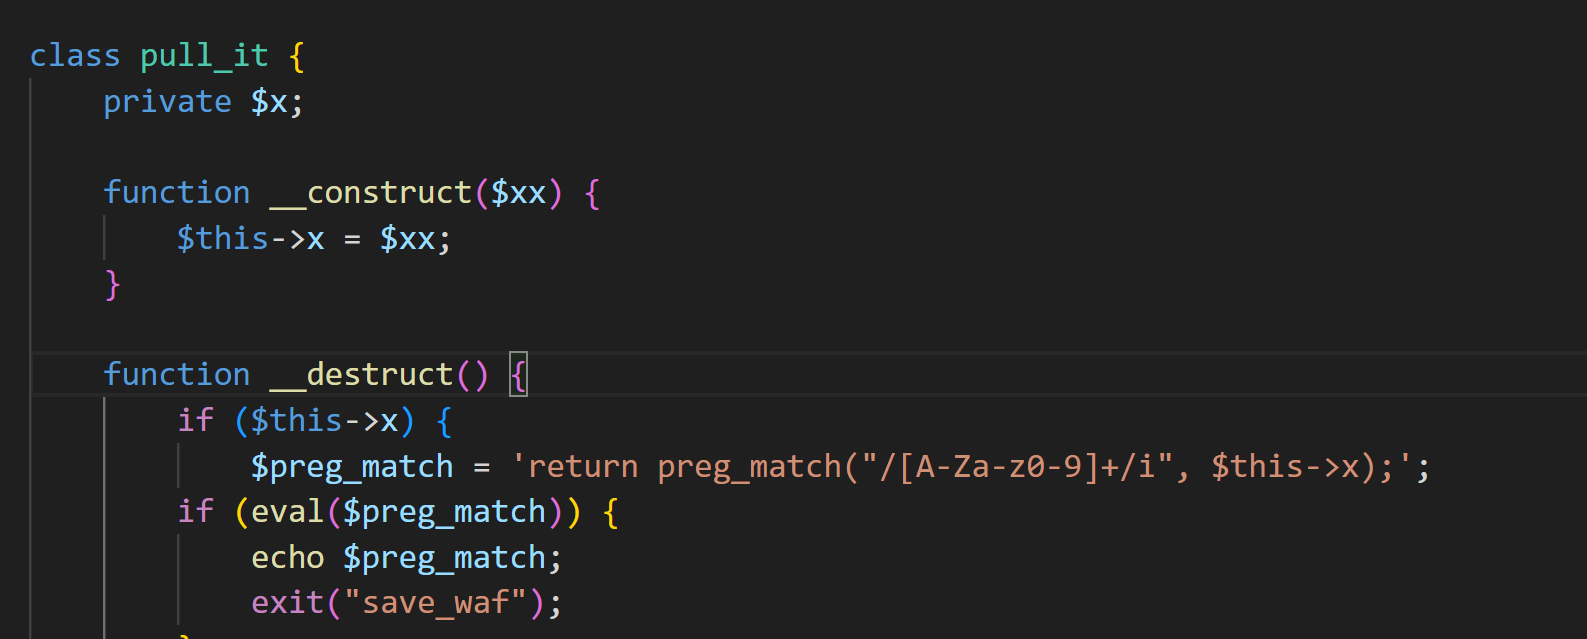 class pull_it {
    private $x;

    function __construct($xx) {
        $this->x = $xx;
    }

    function __destruct() {
        if ($this->x) {
            $preg_match = 'return preg_match("/[A-Za-z0-9]+/i", $this->x);';
        if (eval($preg_match)) {
            echo $preg_match;
            exit("save_waf");
        }